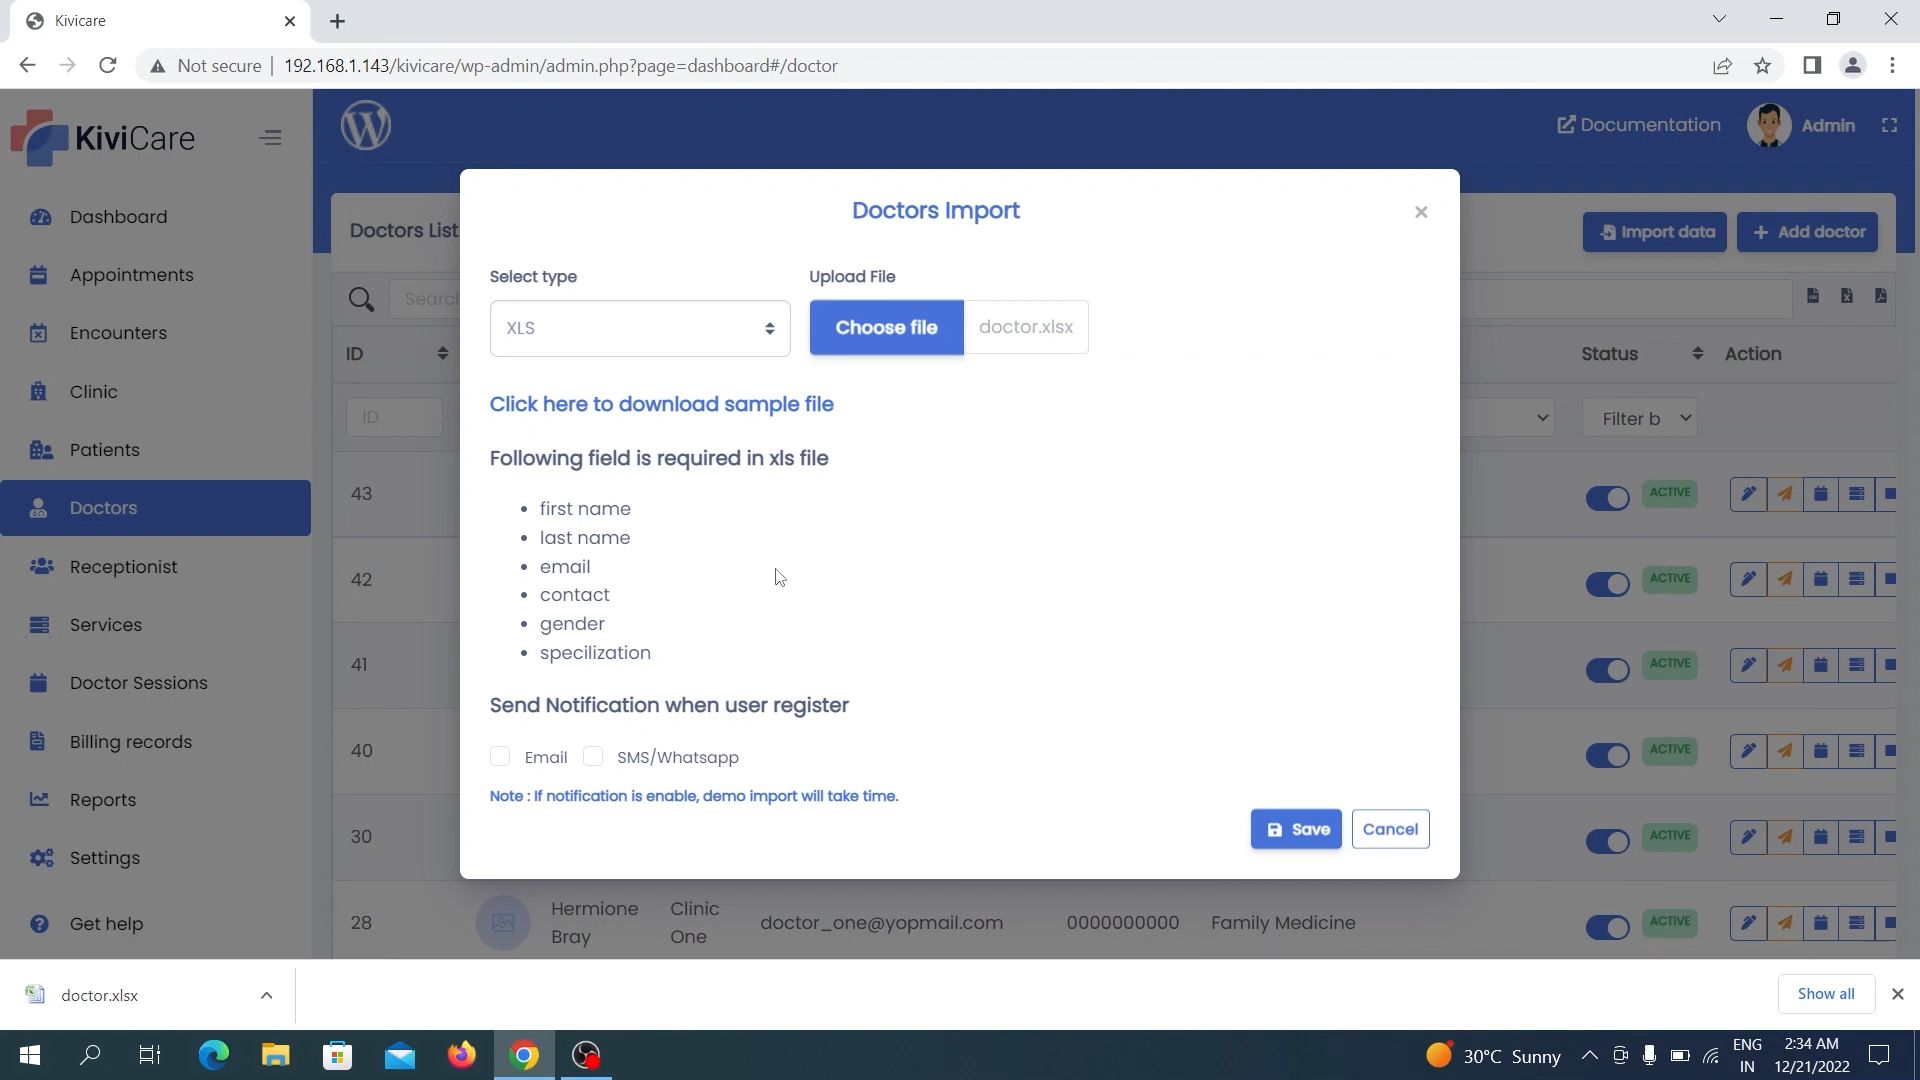 Kivicare
Not secure
192.168.1.143/kivicare/wp-admin/admin.php?page=dashboard#/doctor
KiviCare
Documentation
Admin
Dashboard
Appointments
Encounters
Clinic
Patients
Doctors
Receptionist
Services
Doctor Sessions
Billing records
Reports
Settings
Get help
Doctors List
Import data
Add doctor
Search
ID
Status
Action
ID
Filter b
43
ACTIVE
42
ACTIVE
41
ACTIVE
40
ACTIVE
30
ACTIVE
28
Hermione Bray
Clinic One
doctor_one@yopmail.com
0000000000
Family Medicine
ACTIVE
Doctors Import
×
Select type
Upload File
XLS
Choose file
doctor.xlsx
Click here to download sample file
Following field is required in xls file
• first name
• last name
• email
• contact
• gender
• specilization
Send Notification when user register
Email
SMS/Whatsapp
Note : If notification is enable, demo import will take time.
Save
Cancel
doctor.xlsx
Show all
30°C Sunny
ENG
IN
2:34 AM
12/21/2022